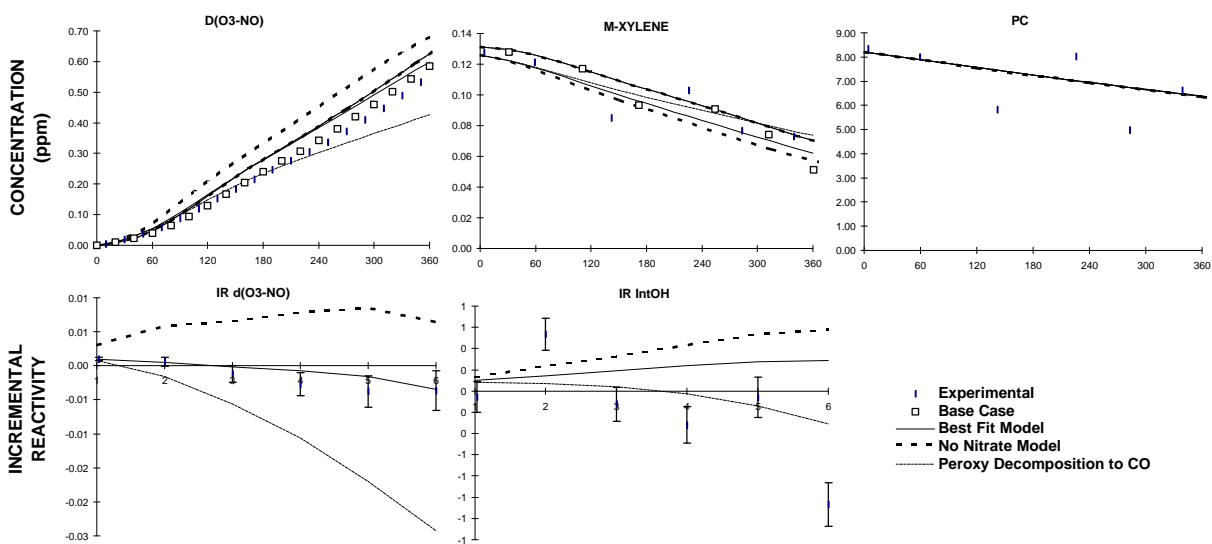 D(O3-NO)
0.70
0.60
0.50
0.40
0.30
0.20
0.10
0.00
0 60 120 180 240 300 360
M-XYLENE
0.14
0.12
0.10
0.08
0.06
0.04
0.02
0.00
0 60 120 180 240 300 360
PC
9.00
8.00
7.00
6.00
5.00
4.00
3.00
2.00
1.00
0.00
0 60 120 180 240 300 360
CONCENTRATION
(ppm)
IR d(O3-NO)
0.01
0.01
0.00
-0.01
-0.01
-0.02
-0.02
-0.03
1 2 3 4 5 6
IR IntOH
1
1
0
0
0
0
0
-1
-1
-1
-1
1 2 3 4 5 6
INCREMENTAL
REACTIVITY
Experimental
Base Case
Best Fit Model
No Nitrate Model
Peroxy Decomposition to CO